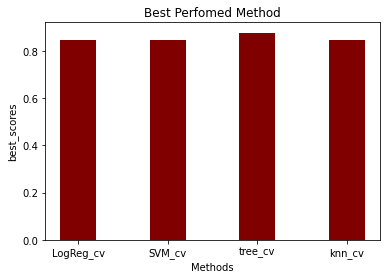 Best Perfomed Method
best_scores
0.8
0.6
0.4
0.2
0.0
LogReg_cv SVM_cv tree_cv knn_cv
Methods